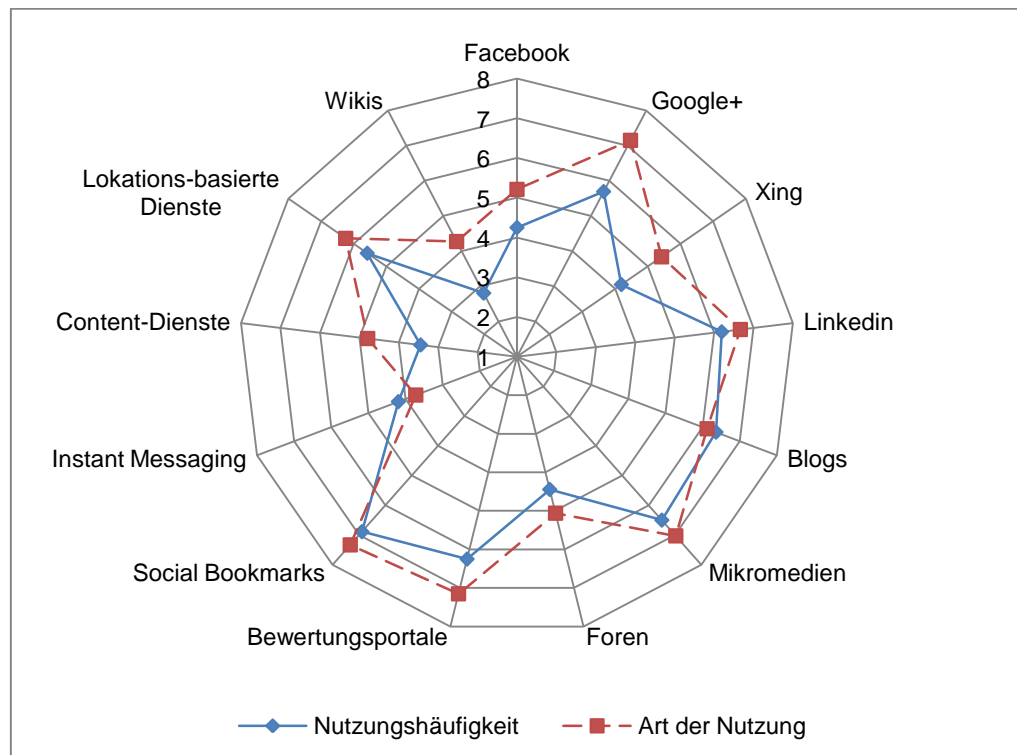 Facebook
8
7
6
5
4
3
2
1
Google+
Xing
Linkedin
Blogs
Mikromedien
Foren
Bewertungsportale
Social Bookmarks
Instant Messaging
Content-Dienste
Lokations-basierte
Dienste
Wikis
Nutzungshäufigkeit
Art der Nutzung